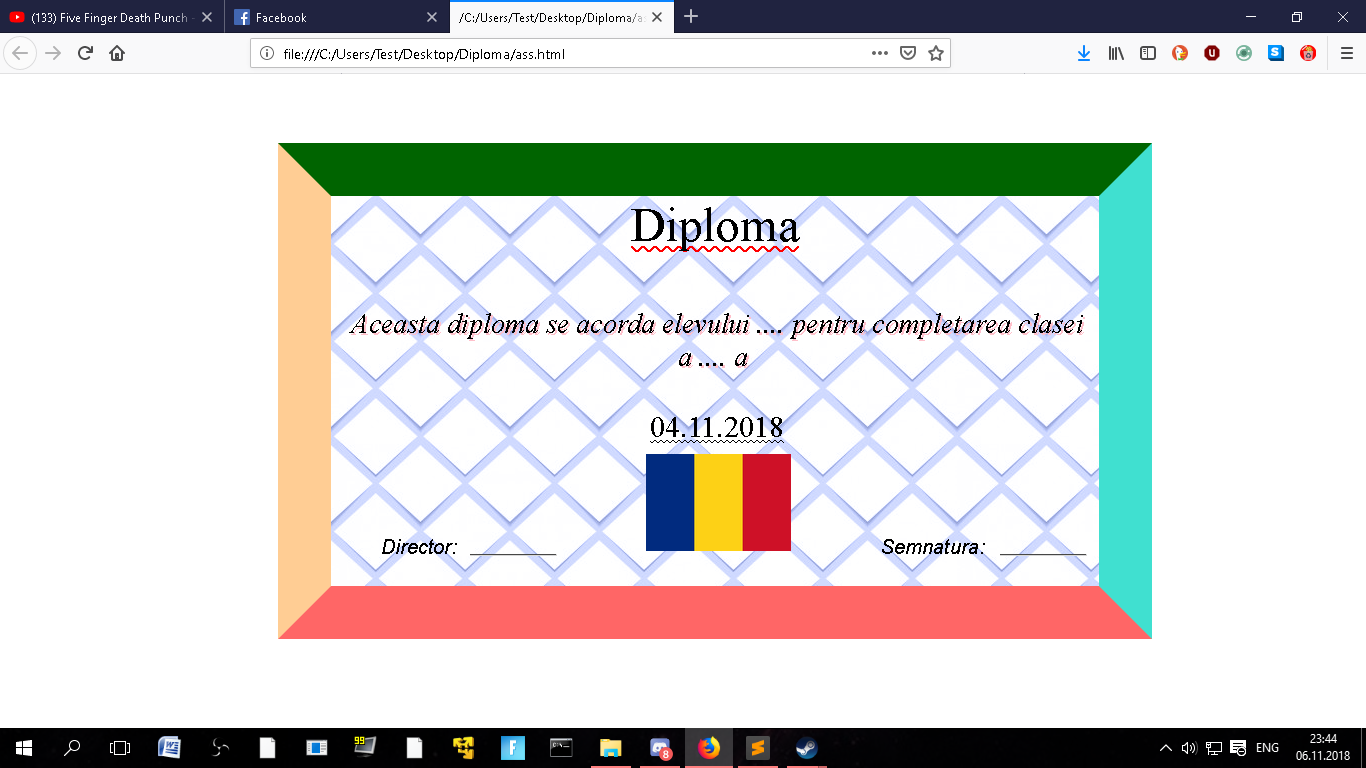 (133) Five Finger Death Punch -
Facebook
/C:/Users/Test/Desktop/Diploma/as
file:///C:/Users/Test/Desktop/Diploma/ass.html
Diploma
Aceasta diploma se acorda elevului .... pentru completarea clasei
a .... a
04.11.2018
Director: ________
Semnatura: ________
99
8
ENG
23:44
06.11.2018